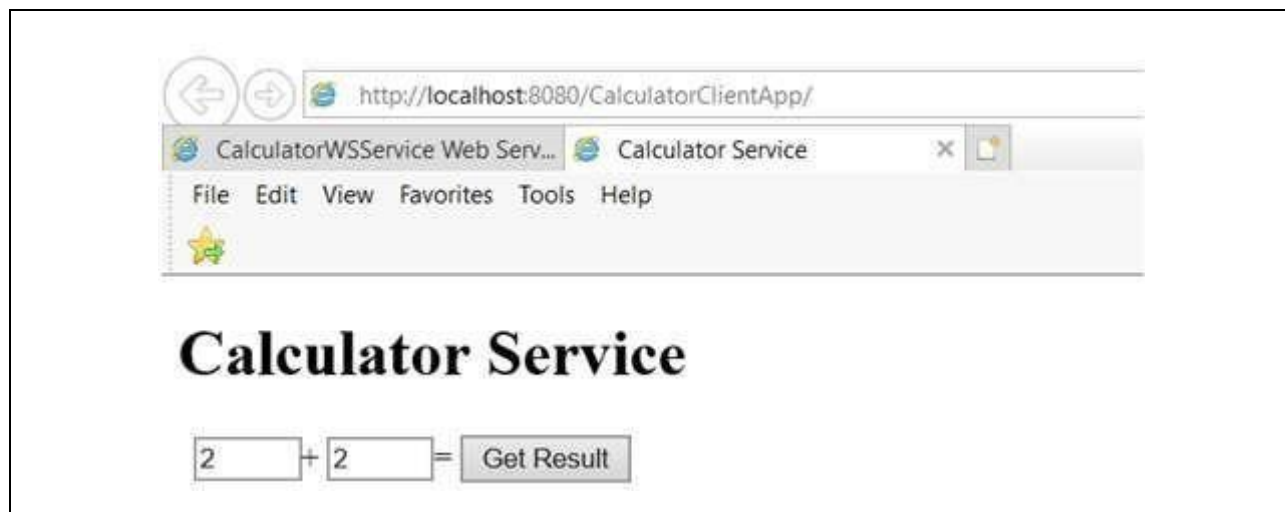 http://localhost:8080/CalculatorClientApp/
CalculatorWSService Web Serv... Calculator Service
File Edit View Favorites Tools Help
Calculator Service
2 + 2 = Get Result